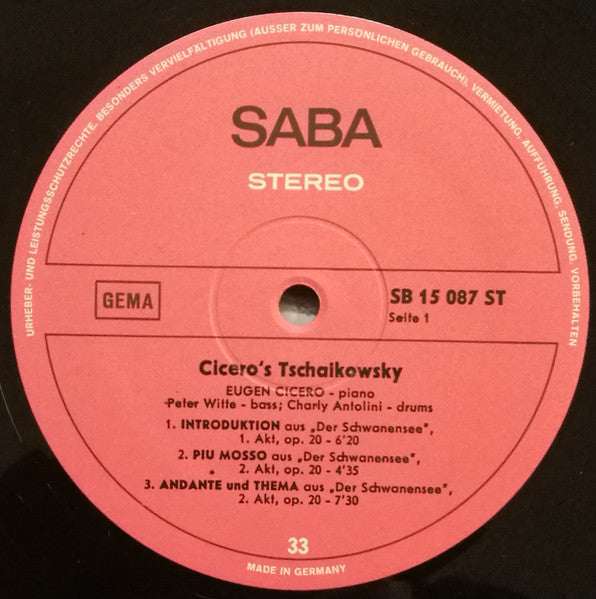 URHEBER- UND LEISTUNGSSCHUTZRECHTE, BESONDERS VERVIELFÄLTIGUNG (AUSSER ZUM PERSÖNLICHEN GEBRAUCH), VERMIETUNG, AUFFÜHRUNG, SENDUNG, VORBEHALTEN
SABA
STEREO
GEMA
SB 15 087 ST
Seite 1
Cicero's Tschaikowsky
EUGEN CICERO - piano
Peter Witte - bass; Charly Antolini - drums
1. INTRODUKTION aus „Der Schwanensee",
1. Akt, op. 20 - 6'20
2. PIU MOSSO aus „Der Schwanensee",
2. Akt, op. 20 - 4'35
3. ANDANTE und THEMA aus „Der Schwanensee",
2. Akt, op. 20 - 7'30
33
MADE IN GERMANY